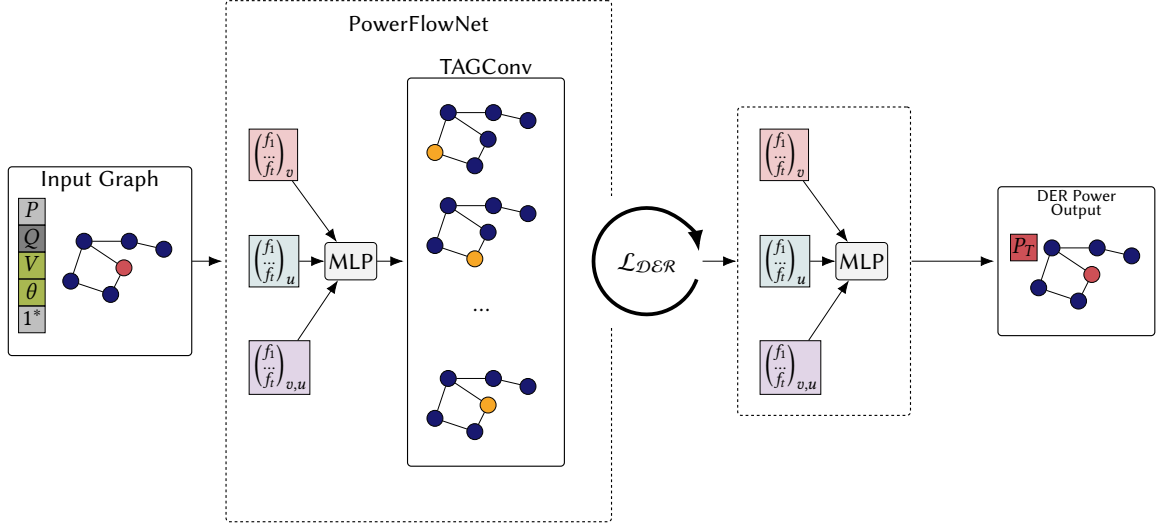 PowerFlowNet
TAGConv
Input Graph
P
Q
V
θ
1*
f1
...
ft
v
f1
...
ft
u
f1
...
ft
v,u
MLP
...
ℒ𝒟ℰℛ
f1
...
ft
v
f1
...
ft
u
f1
...
ft
v,u
MLP
DER Power
Output
PT